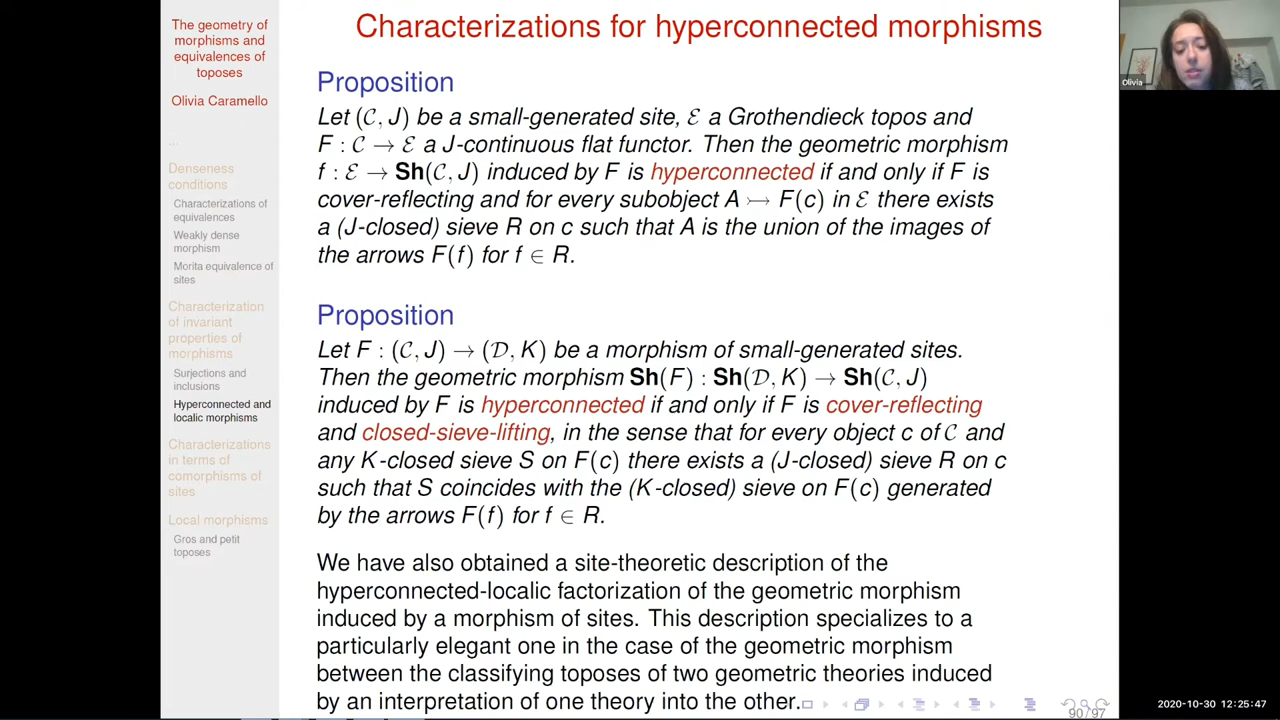 The geometry of
morphisms and
equivalences of
toposes
Olivia Caramello
...
Denseness
conditions
Characterizations of
equivalences
Weakly dense
morphism
Morita equivalence of
sites
Characterization
of invariant
properties of
morphisms
Surjections and
inclusions
Hyperconnected and
localic morphisms
Characterizations
in terms of
comorphisms of
sites
Local morphisms
Gros and petit
toposes
Characterizations for hyperconnected morphisms
Proposition
Let (𝒞, J) be a small-generated site, ℰ a Grothendieck topos and
F : 𝒞 → ℰ a J-continuous flat functor. Then the geometric morphism
f : ℰ → Sh(𝒞, J) induced by F is hyperconnected if and only if F is
cover-reflecting and for every subobject A ↣ F(c) in ℰ there exists
a (J-closed) sieve R on c such that A is the union of the images of
the arrows F(f) for f ∈ R.
Proposition
Let F : (𝒞, J) → (𝒟, K) be a morphism of small-generated sites.
Then the geometric morphism Sh(F) : Sh(𝒟, K) → Sh(𝒞, J)
induced by F is hyperconnected if and only if F is cover-reflecting
and closed-sieve-lifting, in the sense that for every object c of 𝒞 and
any K-closed sieve S on F(c) there exists a (J-closed) sieve R on c
such that S coincides with the (K-closed) sieve on F(c) generated
by the arrows F(f) for f ∈ R.
We have also obtained a site-theoretic description of the
hyperconnected-localic factorization of the geometric morphism
induced by a morphism of sites. This description specializes to a
particularly elegant one in the case of the geometric morphism
between the classifying toposes of two geometric theories induced
by an interpretation of one theory into the other.
90/97
Olivia
2020-10-30 12:25:47